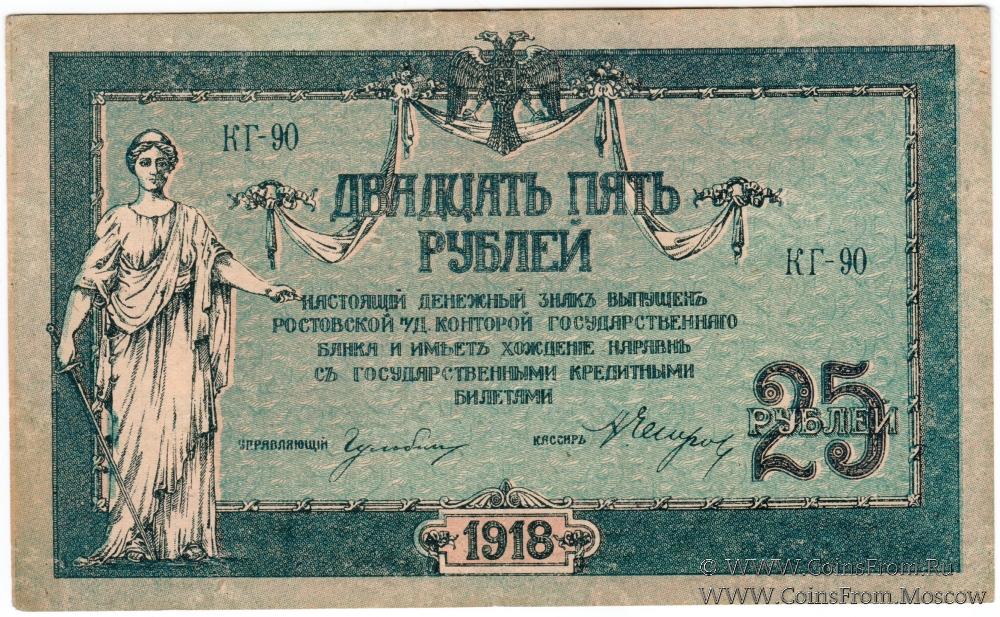 КГ-90
ДВАДЦАТЬ ПЯТЬ
РУБЛЕЙ
КГ-90
НАСТОЯЩІЙ ДЕНЕЖНЫЙ ЗНАКЪ ВЫПУЩЕНЪ
РОСТОВСКОЙ н/Д. КОНТОРОЙ ГОСУДАРСТВЕННАГО
БАНКА И ИМѢЕТЪ ХОЖДЕНІЕ НАРАВНѢ
СЪ ГОСУДАРСТВЕННЫМИ КРЕДИТНЫМИ
БИЛЕТАМИ
25
РУБЛЕЙ
УПРАВЛЯЮЩІЙ
КАССИРЪ
1918
© WWW.CoinsFrom.Ru
WWW.CoinsFrom.Moscow